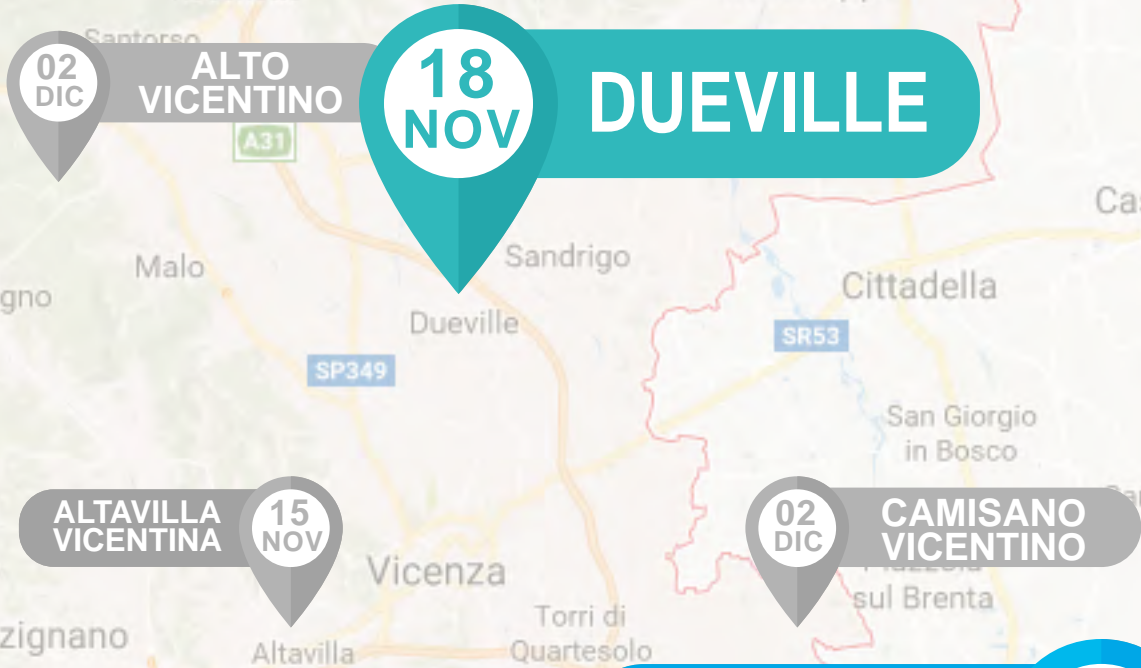 Santorso
02
DIC
ALTO
VICENTINO
18
NOV
DUEVILLE
A31
Malo
Sandrigo
Cittadella
gno
Dueville
SR53
SP349
San Giorgio
in Bosco
ALTAVILLA
VICENTINA
15
NOV
02
DIC
CAMISANO
VICENTINO
Vicenza
sul Brenta
Torri di
Quartesolo
zignano
Altavilla